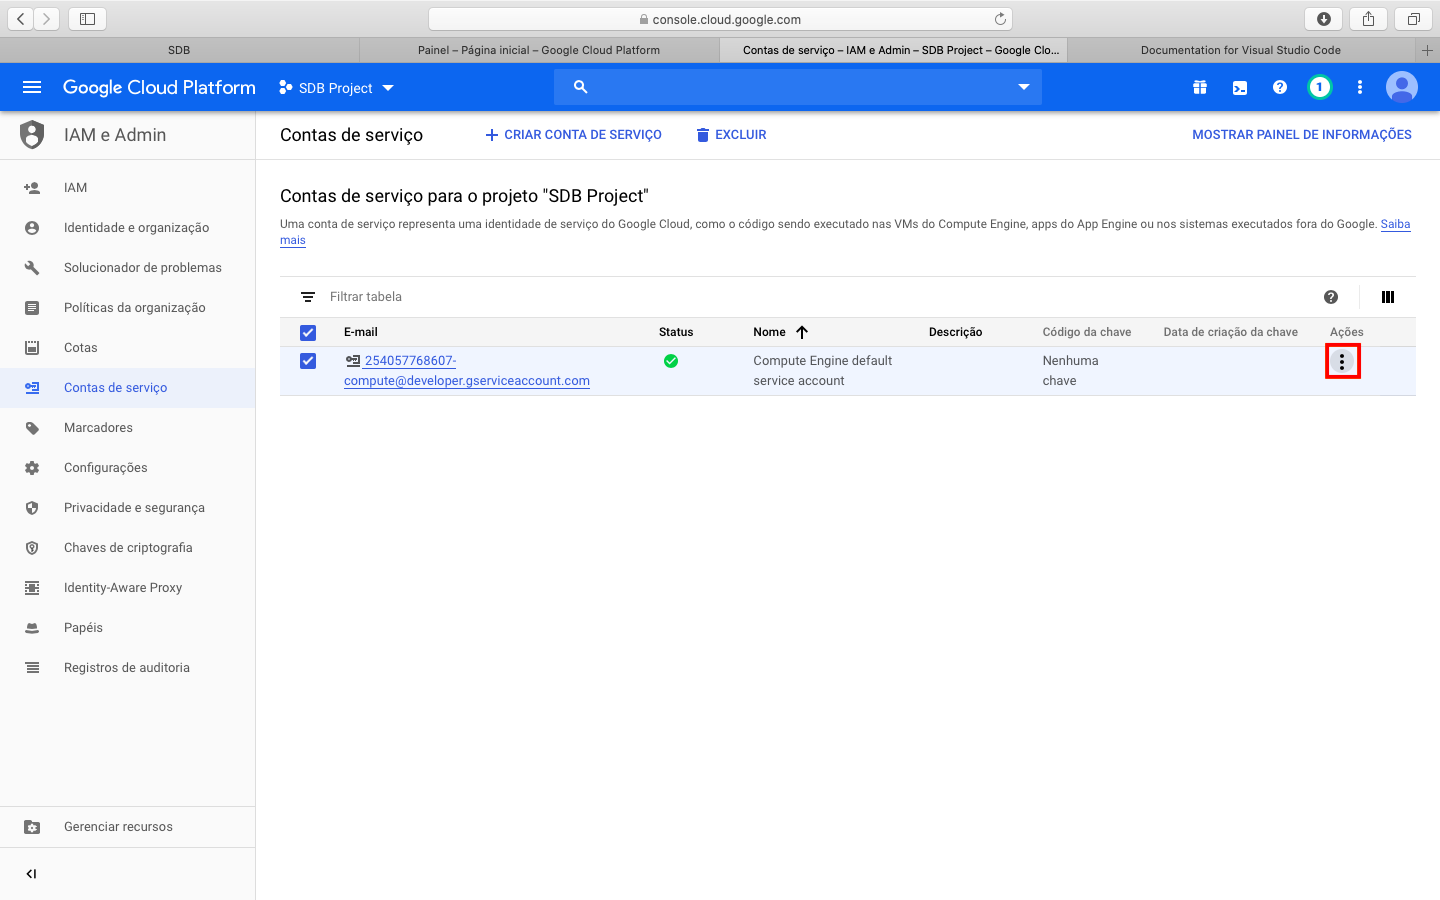 console.cloud.google.com
SDB
Painel – Página inicial – Google Cloud Platform
Contas de serviço – IAM e Admin – SDB Project – Google Clo...
Documentation for Visual Studio Code
Google Cloud Platform
SDB Project
1
IAM e Admin
Contas de serviço
CRIAR CONTA DE SERVIÇO
EXCLUIR
MOSTRAR PAINEL DE INFORMAÇÕES
IAM
Identidade e organização
Solucionador de problemas
Políticas da organização
Cotas
Contas de serviço
Marcadores
Configurações
Privacidade e segurança
Chaves de criptografia
Identity-Aware Proxy
Papéis
Registros de auditoria
Gerenciar recursos
Contas de serviço para o projeto "SDB Project"
Uma conta de serviço representa uma identidade de serviço do Google Cloud, como o código sendo executado nas VMs do Compute Engine, apps do App Engine ou nos sistemas executados fora do Google. Saiba
mais
Filtrar tabela
E-mail Status Nome Descrição Código da chave Data de criação da chave Ações
254057768607- Compute Engine default Nenhuma
compute@developer.gserviceaccount.com service account chave